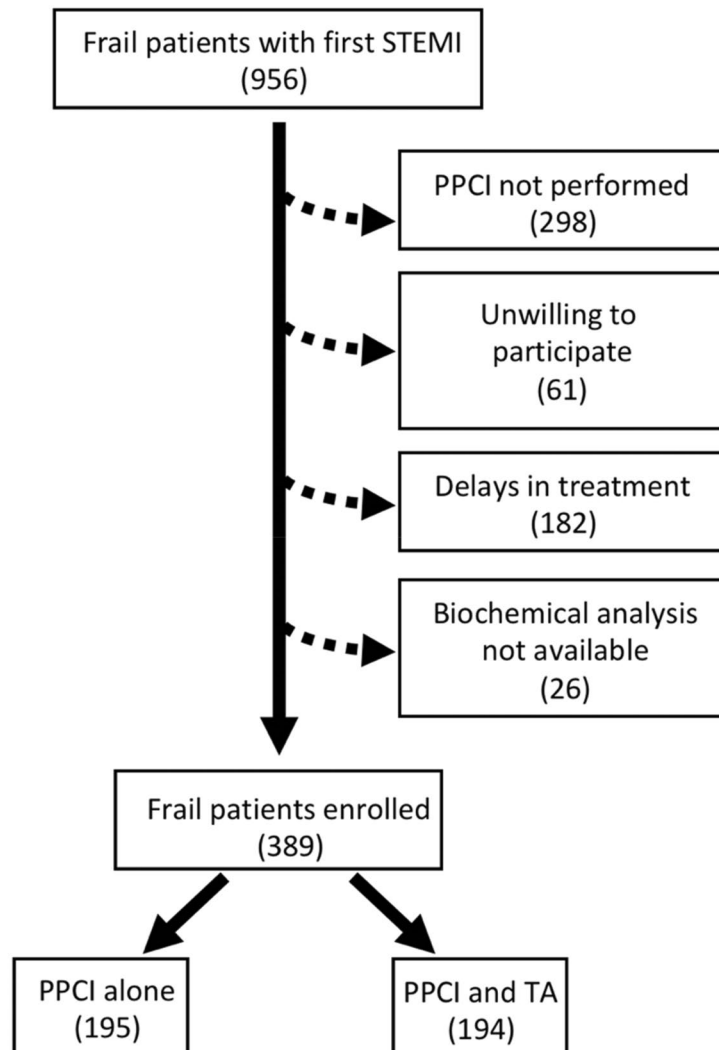 Frail patients with first STEMI
(956)
PPCI not performed
(298)
Unwilling to
participate
(61)
Delays in treatment
(182)
Biochemical analysis
not available
(26)
Frail patients enrolled
(389)
PPCI alone
(195)
PPCI and TA
(194)